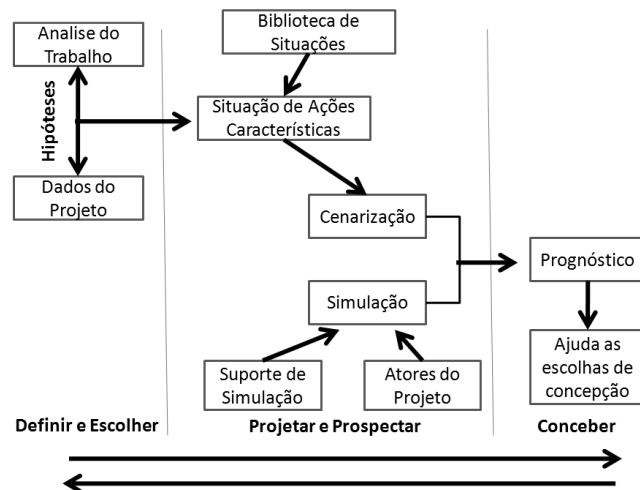 Analise do
Trabalho
Hipóteses
Dados do
Projeto
Biblioteca de
Situações
Situação de Ações
Característifs
Cenarização
Simulação
Suporte de
Simulação
Atores do
Projeto
Prognóstico
Ajuda as
escolhas de
concepção
Definir e Escolher
Projetar e Prospectar
Conceber